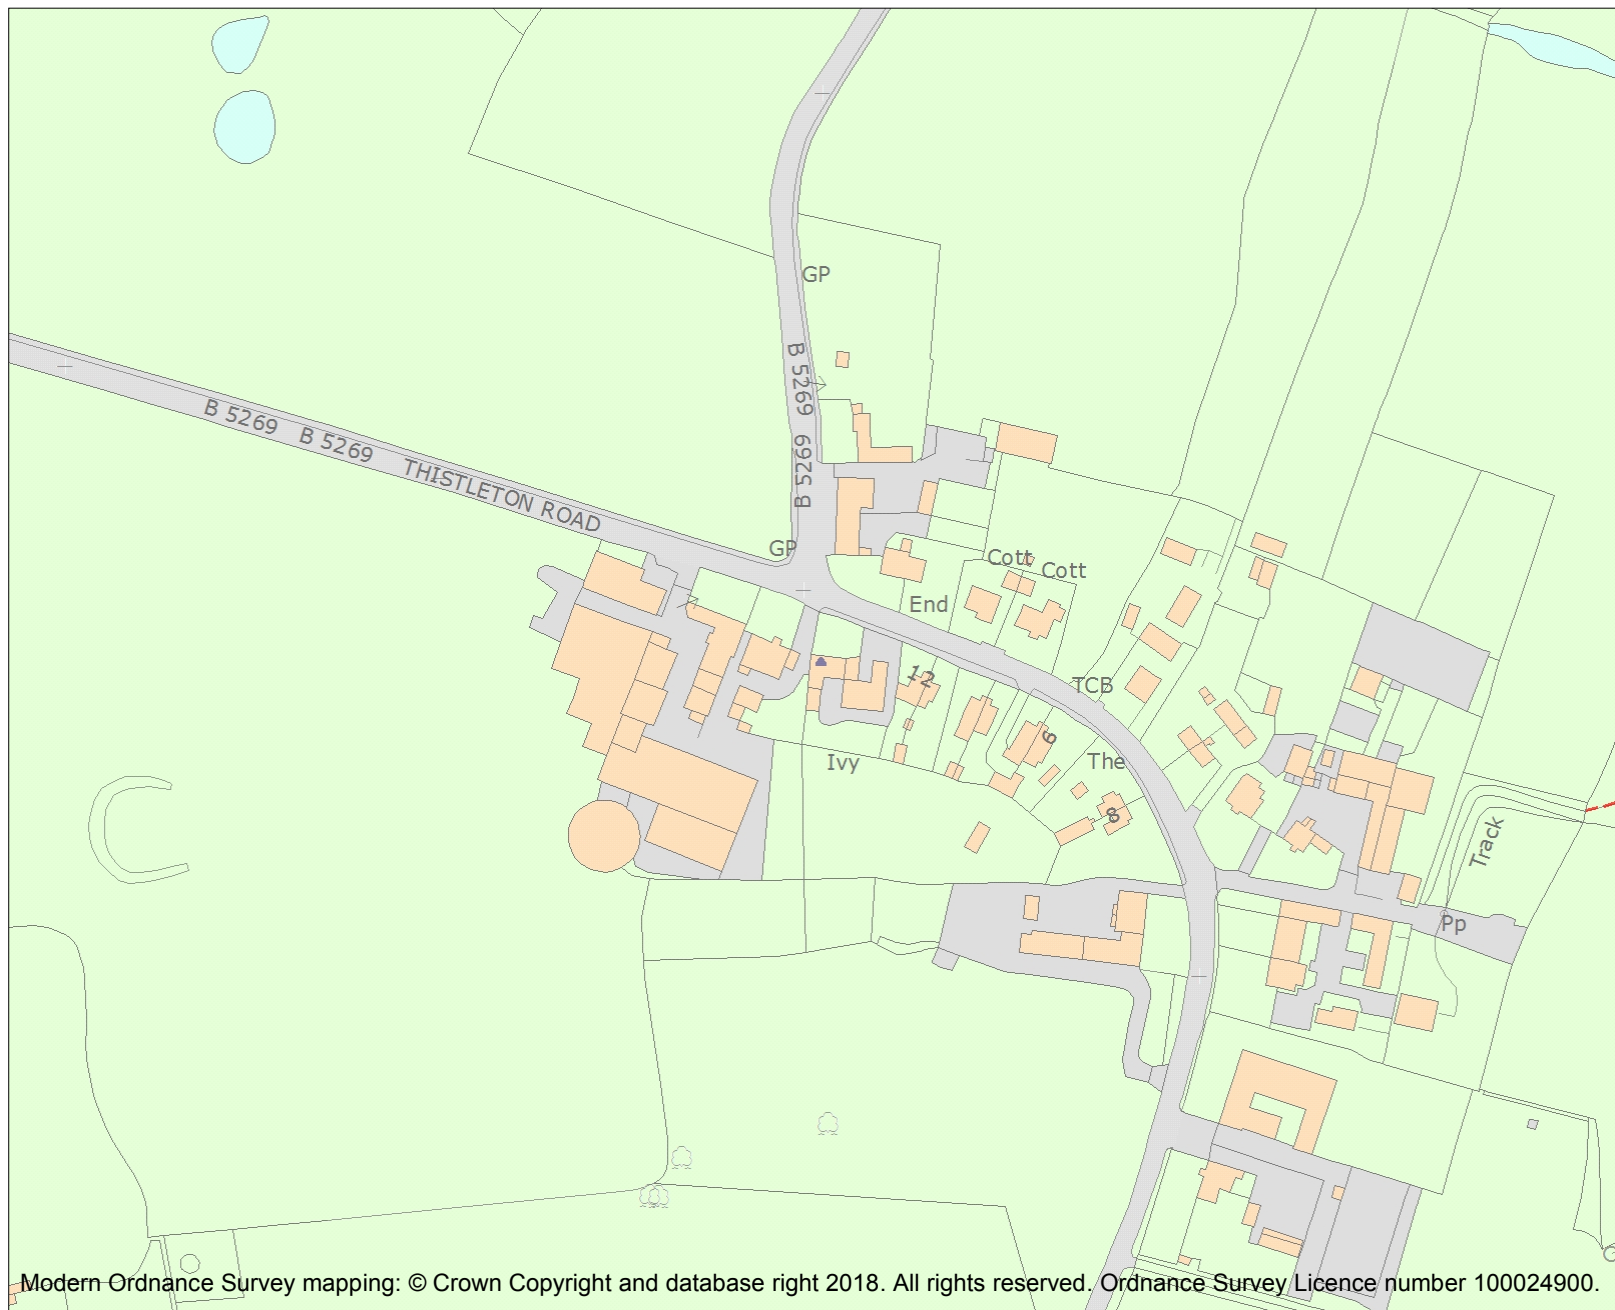 GP
B 5269
B 5269
B 5269
B 5269
THISTLETON ROAD
GP
Cott
Cott
End
12
TCB
6
The
Ivy
8
Track
Pp
Modern Ordnance Survey mapping: © Crown Copyright and database right 2018. All rights reserved. Ordnance Survey Licence number 100024900.